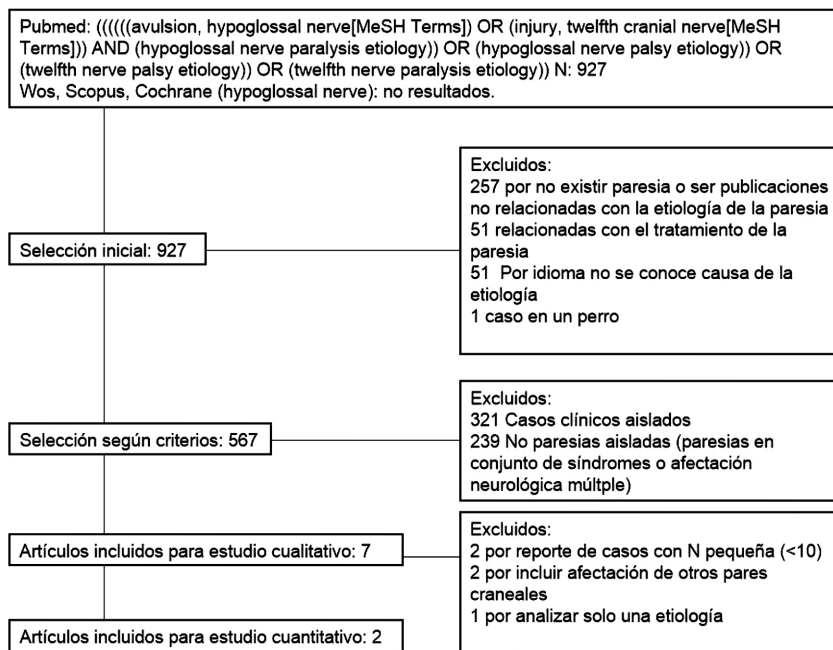 Pubmed: ((((((avulsion, hypoglossal nerve[MeSH Terms]) OR (injury, twelfth cranial nerve[MeSH
Terms])) AND (hypoglossal nerve paralysis etiology)) OR (hypoglossal nerve palsy etiology)) OR
(twelfth nerve palsy etiology)) OR (twelfth nerve paralysis etiology)) N: 927
Wos, Scopus, Cochrane (hypoglossal nerve): no resultados.
Selección inicial: 927
Excluidos:
257 por no existir paresia o ser publicaciones
no relacionadas con la etiología de la paresia
51 relacionadas con el tratamiento de la
paresia
51 Por idioma no se conoce causa de la
etiología
1 caso en un perro
Selección según criterios: 567
Excluidos:
321 Casos clínicos aislados
239 No paresias aisladas (paresias en
conjunto de síndromes o afectación
neurológica múltple)
Artículos incluidos para estudio cualitativo: 7
Excluidos:
2 por reporte de casos con N pequeña (<10)
2 por incluir afectación de otros pares
craneales
1 por analizar solo una etiología
Artículos incluidos para estudio cuantitativo: 2